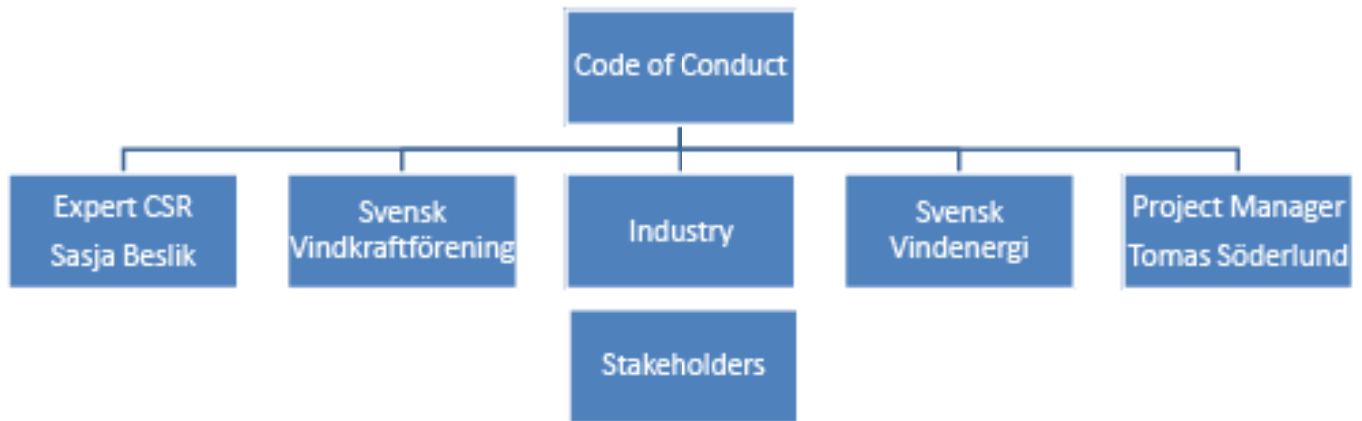 Code of Conduct
Expert CSR
Sasja Beslik
Svensk
Vindkraftförening
Industry
Svensk
Vindenergi
Project Manager
Tomas Söderlund
Stakeholders